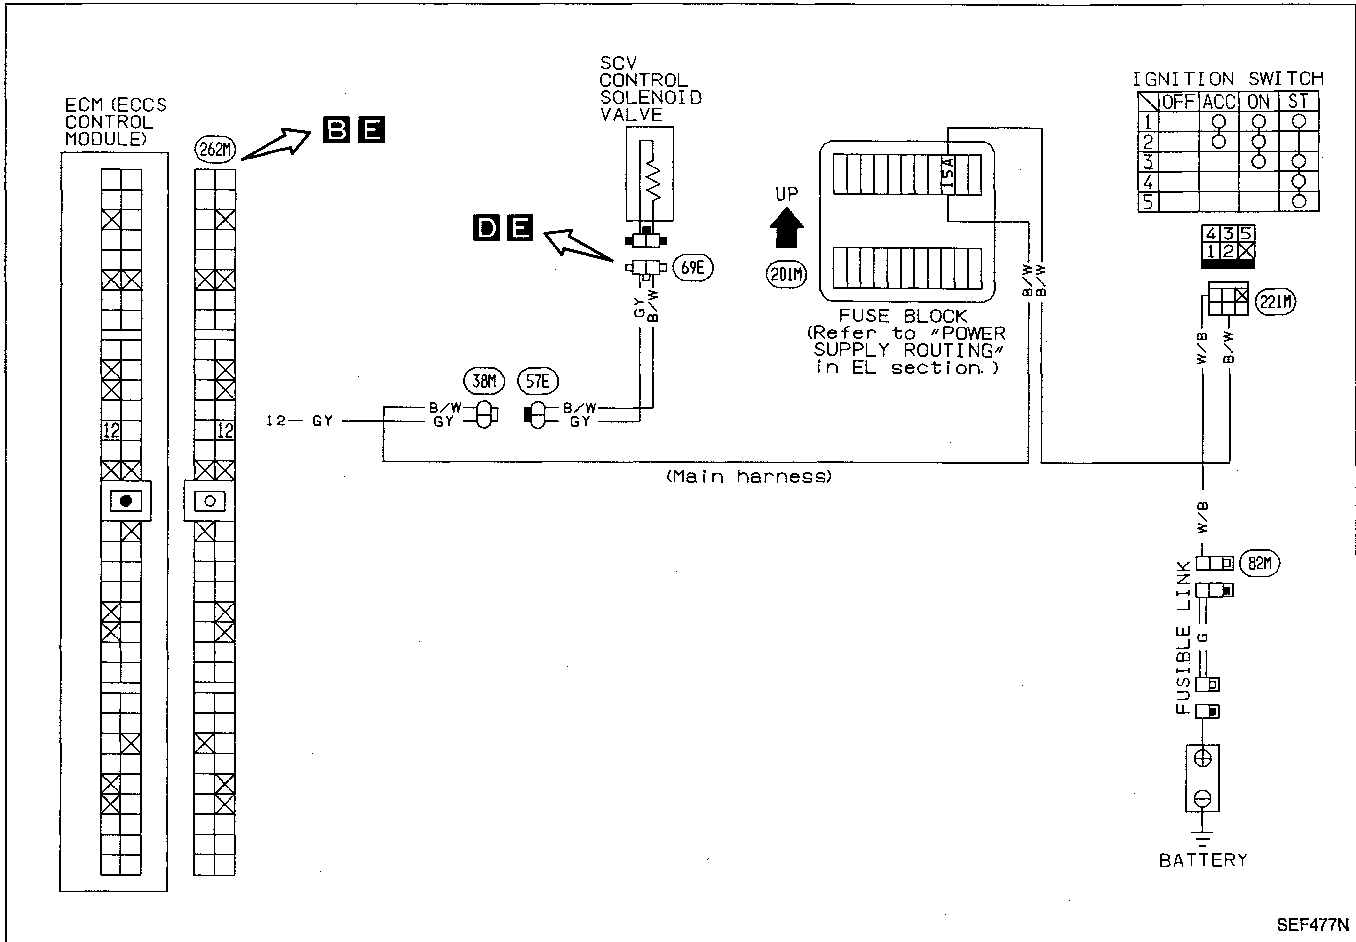 ECM (ECCS
CONTROL
MODULE)
262M
B E
12
12
SCV
CONTROL
SOLENOID
VALVE
D E
69E
GY
B/W
38M
57E
B/W
GY
B/W
GY
12
GY
UP
201M
15A
FUSE BLOCK
(Refer to "POWER
SUPPLY ROUTING"
in EL section.)
B/W
B/W
(Main harness)
IGNITION SWITCH
OFF ACC ON ST
1
2
3
4
5
4 3 5
1 2
221M
W/B
B/W
W/B
82M
FUSIBLE LINK
G
BATTERY
SEF477N